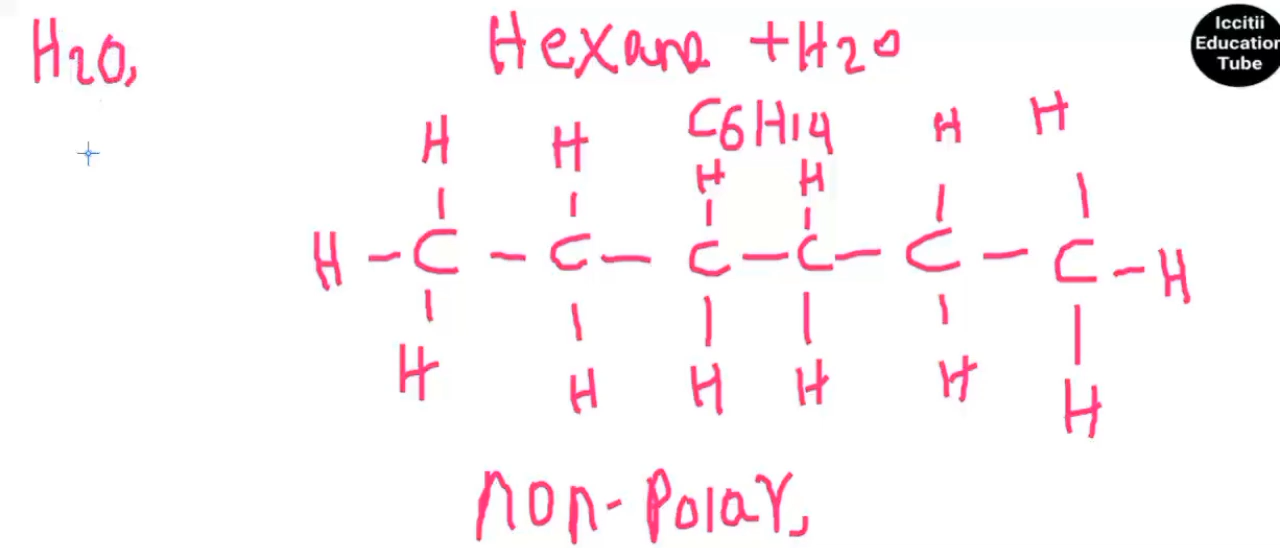 H2O,
Hexane + H2O
Iccitii
Education
Tube
C6H14
H H H H H H
H - C - C - C - C - C - C - H
H H H H H H
non-Polar,